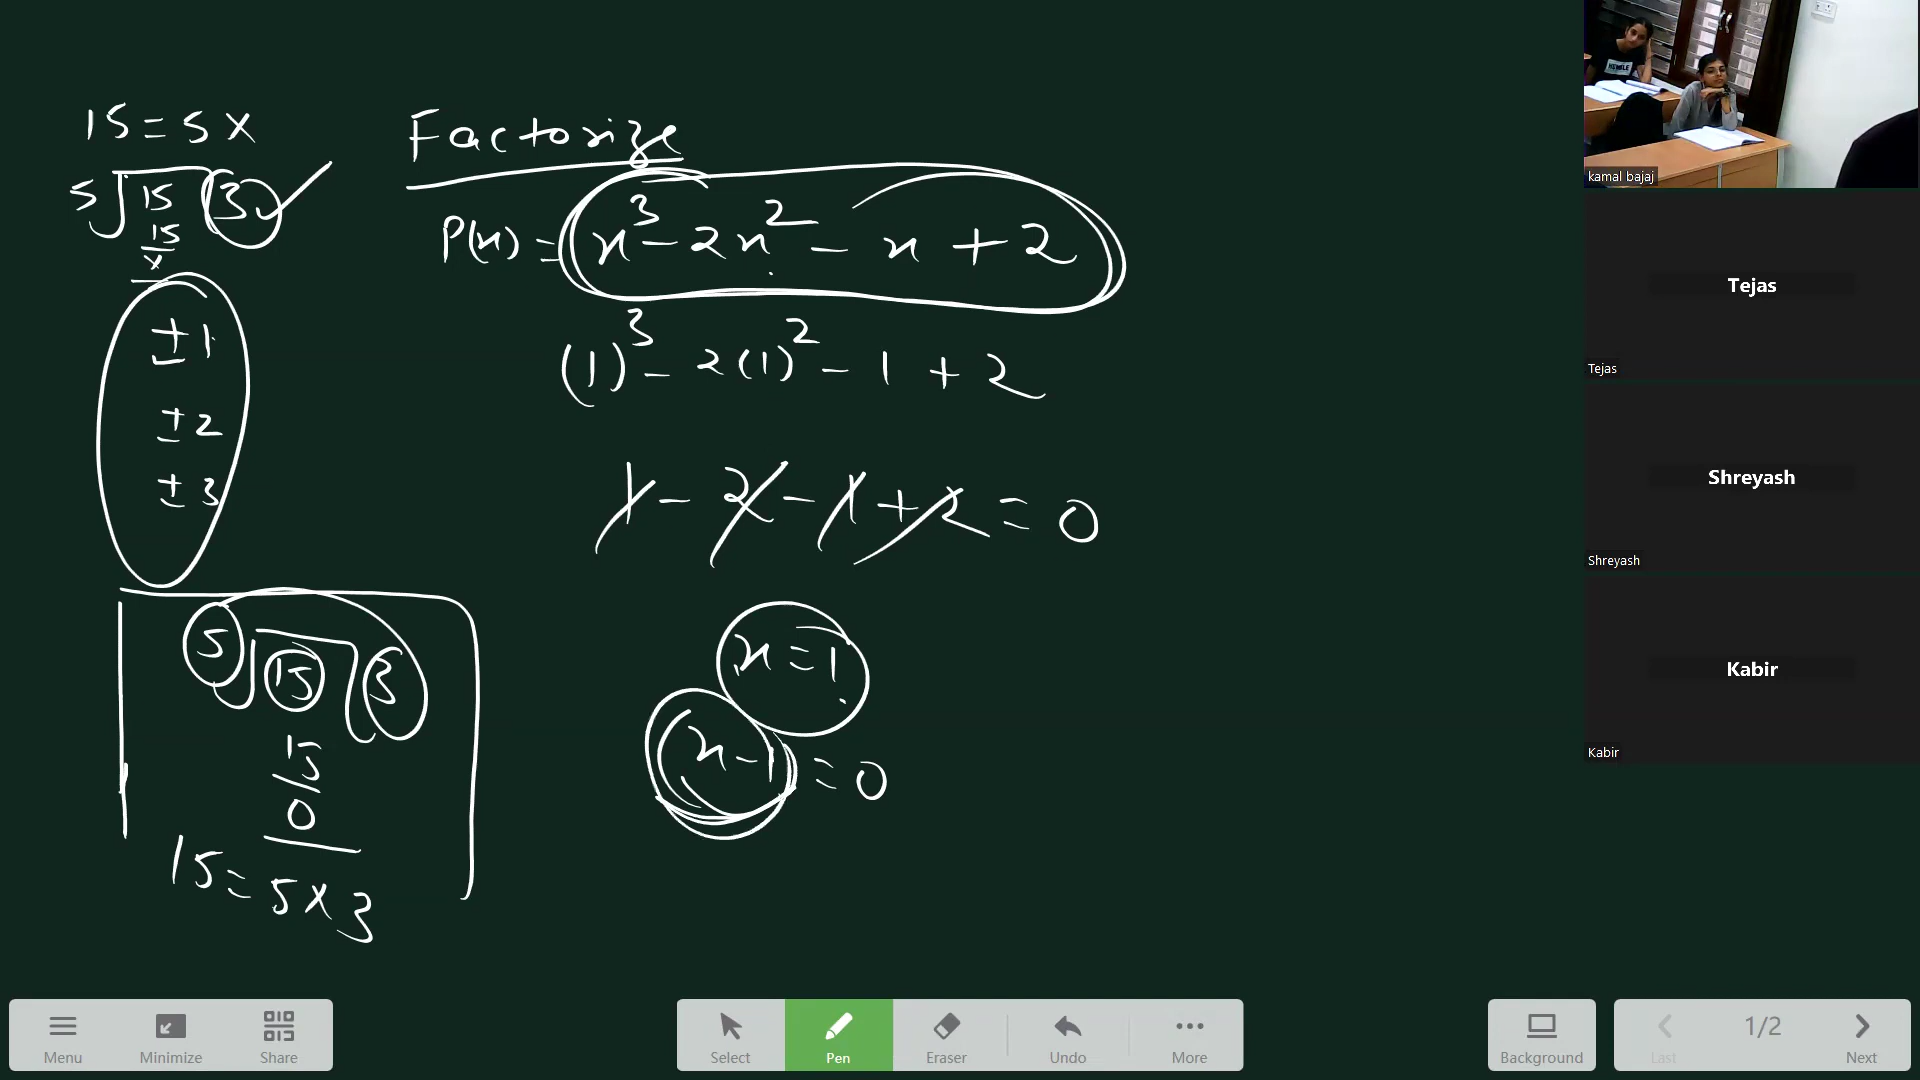 15 = 5 x
5 15 3
15
x
± 1
± 2
± 3
5 15 3
15
0
15 = 5 x 3
Factorize
P(x) = x³ - 2x² - x + 2
(1)³ - 2(1)² - 1 + 2
1 - 2 - 1 + 2 = 0
x = 1
x - 1 = 0
kamal bajaj
Tejas
Tejas
Shreyash
Shreyash
Kabir
Kabir
Menu
Minimize
Share
Select
Pen
Eraser
Undo
More
Background
Last
1/2
Next